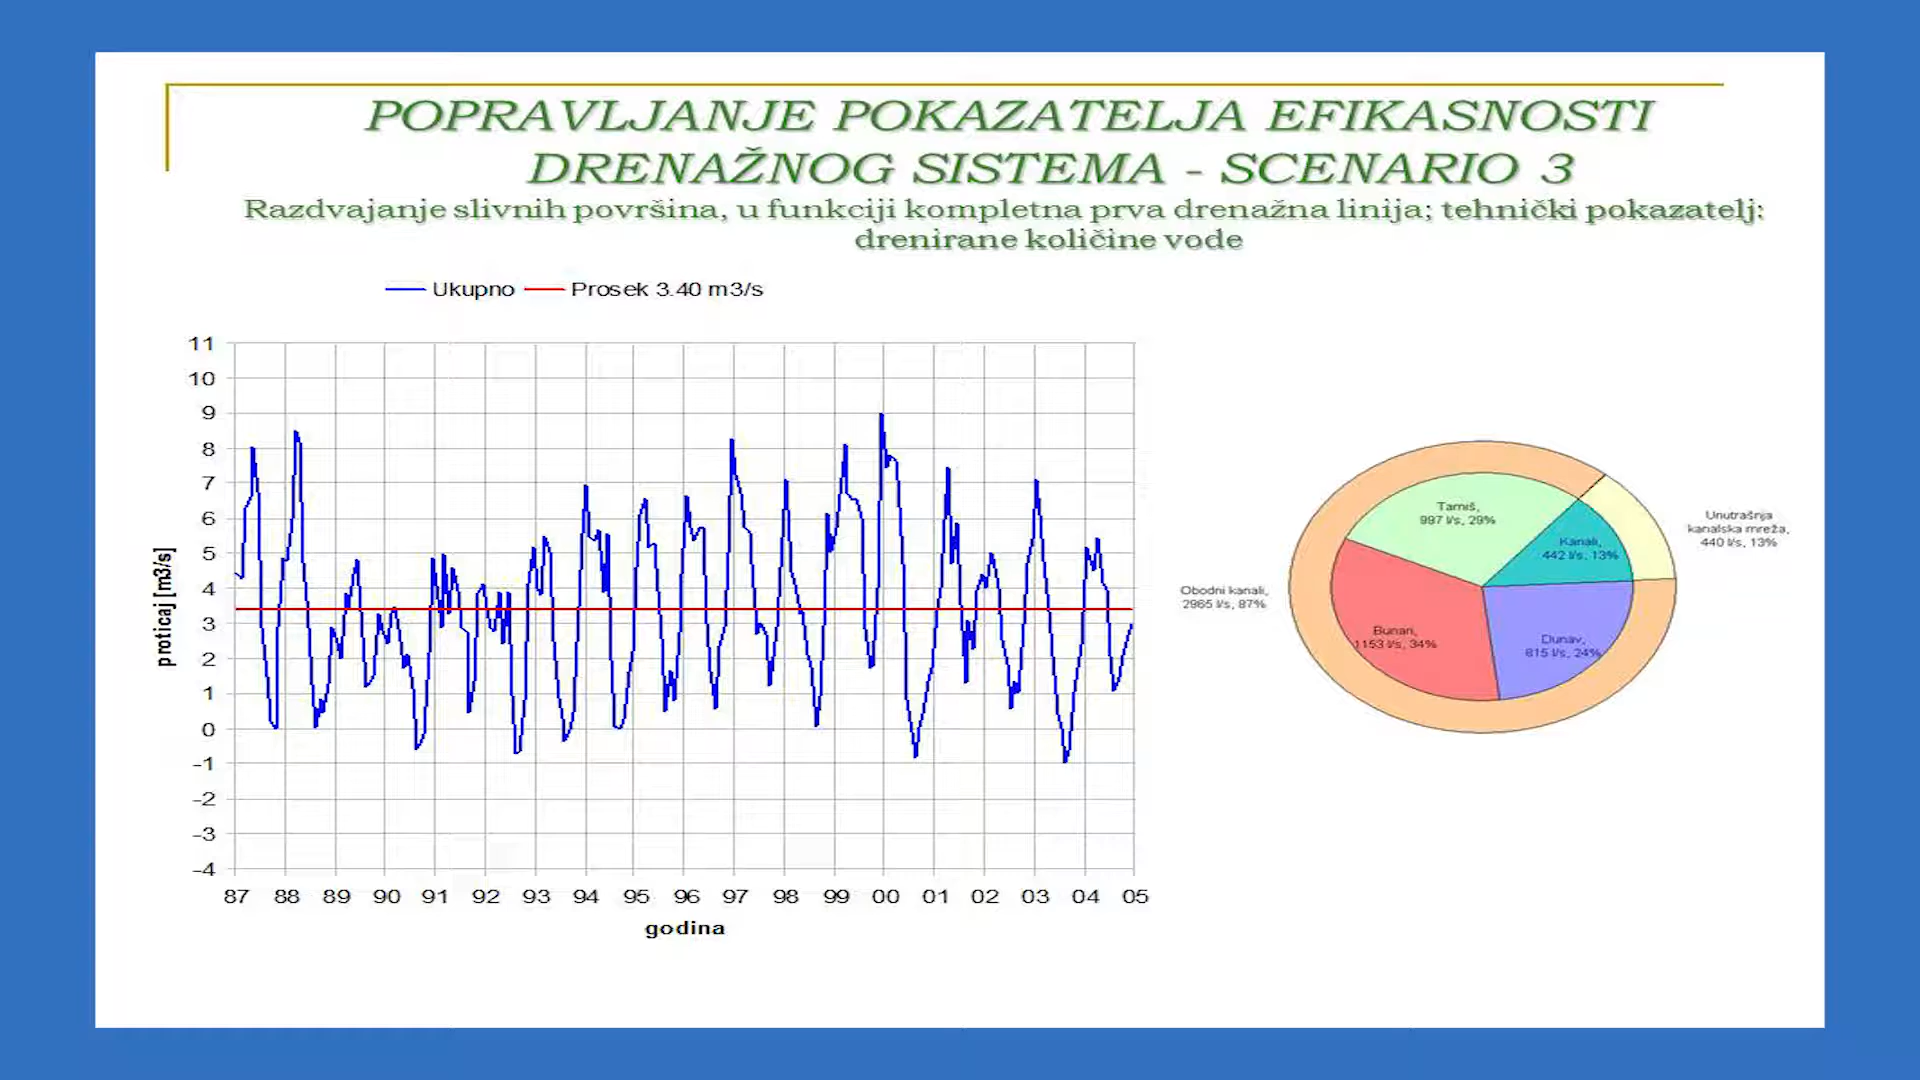 POPRAVLJANJE POKAZATELJA EFIKASNOSTI
DRENAŽNOG SISTEMA - SCENARIO 3
Razdvajanje slivnih površina, u funkciji kompletna prva drenažna linija; tehnički pokazatelj:
drenirane količine vode
Ukupno
Prosek 3.40 m3/s
11
10
9
8
7
6
5
4
3
2
1
0
-1
-2
-3
-4
proticaj [m3/s]
87 88 89 90 91 92 93 94 95 96 97 98 99 00 01 02 03 04 05
godina
Tamiš,
997 l/s, 29%
Kanali,
442 l/s, 13%
Unutrašnja
kanalska mreža,
440 l/s, 13%
Obodni kanali,
2965 l/s, 87%
Bunari,
1153 l/s, 34%
Dunav,
815 l/s, 24%